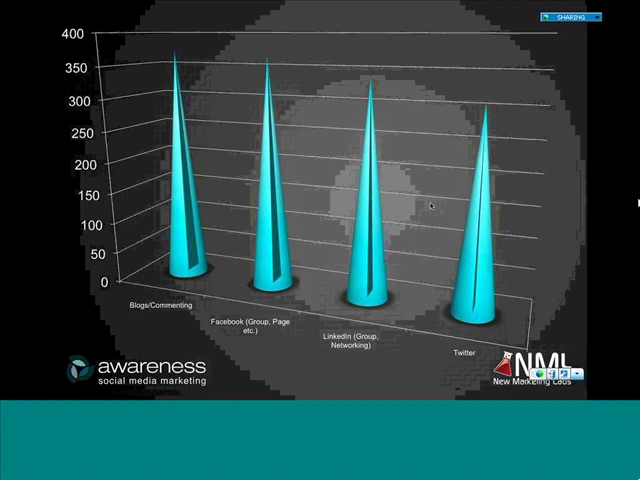 SHARING
400
350
300
250
200
150
100
50
0
Blogs/Commenting
Facebook (Group, Page
etc.)
LinkedIn (Group,
Networking)
Twitter
awareness
social media marketing
NML
New Marketing Labs